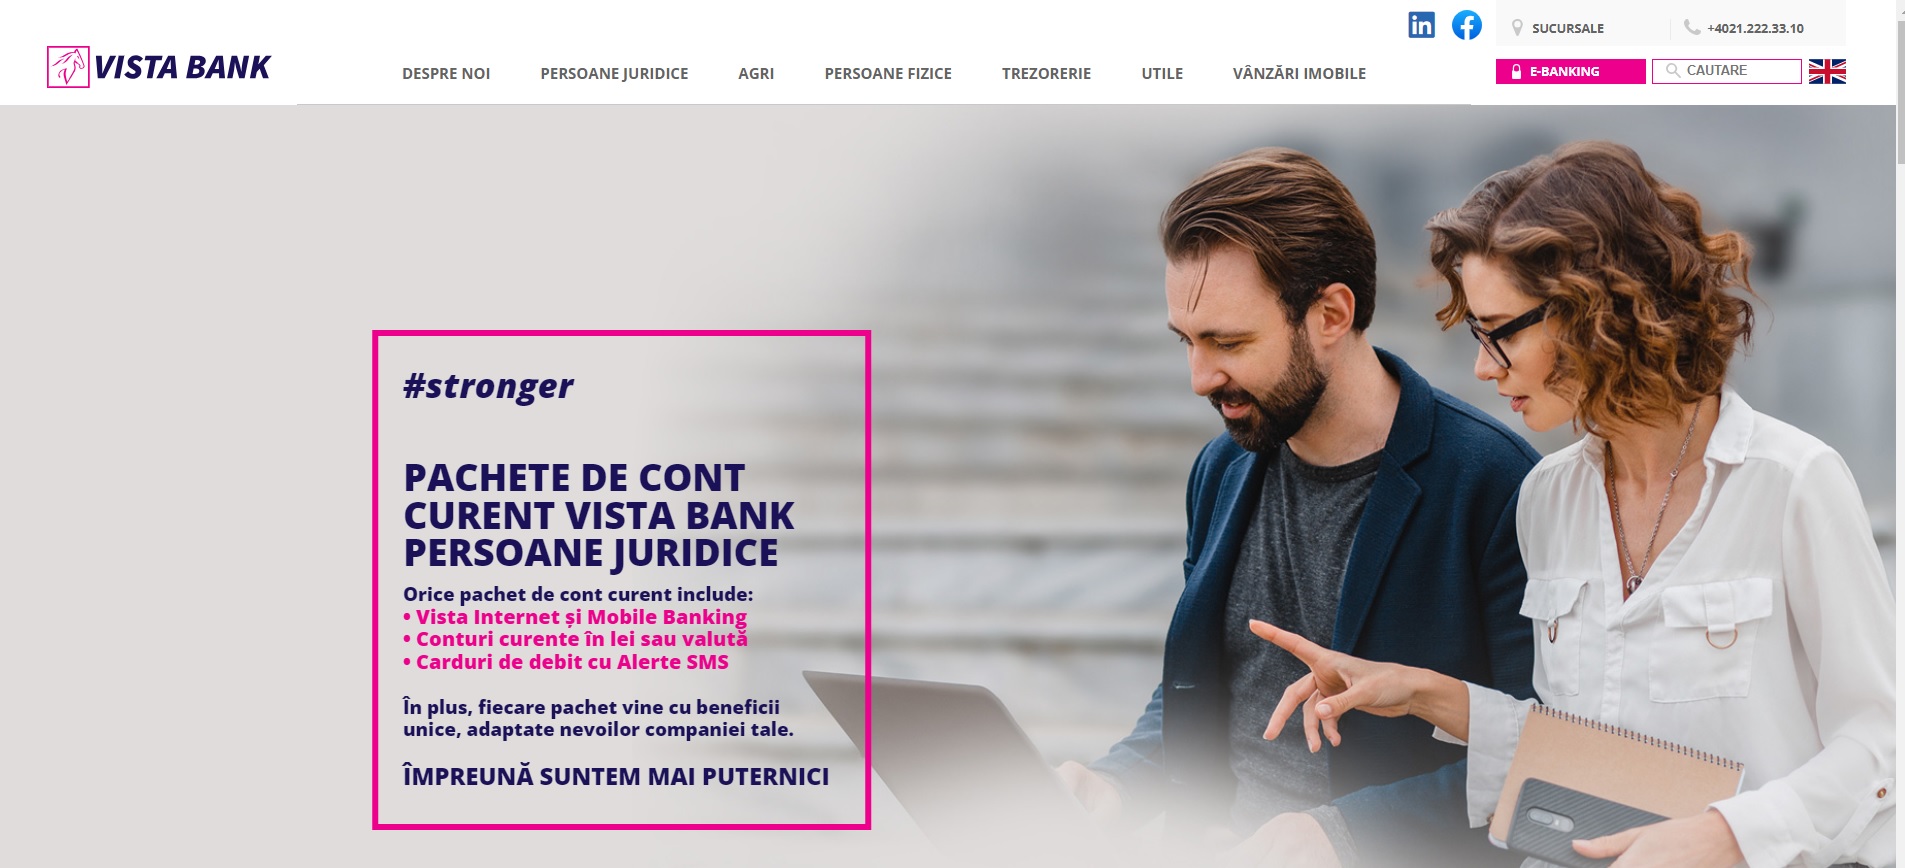 in
SUCURSALE
+4021.222.33.10
VISTA BANK
DESPRE NOI
PERSOANE JURIDICE
AGRI
PERSOANE FIZICE
TREZORERIE
UTILE
VÂNZĂRI IMOBILE
E-BANKING
CAUTARE
#stronger
PACHETE DE CONT
CURENT VISTA BANK
PERSOANE JURIDICE
Orice pachet de cont curent include:
• Vista Internet și Mobile Banking
• Conturi curente în lei sau valută
• Carduri de debit cu Alerte SMS
În plus, fiecare pachet vine cu beneficii
unice, adaptate nevoilor companiei tale.
ÎMPREUNĂ SUNTEM MAI PUTERNICI